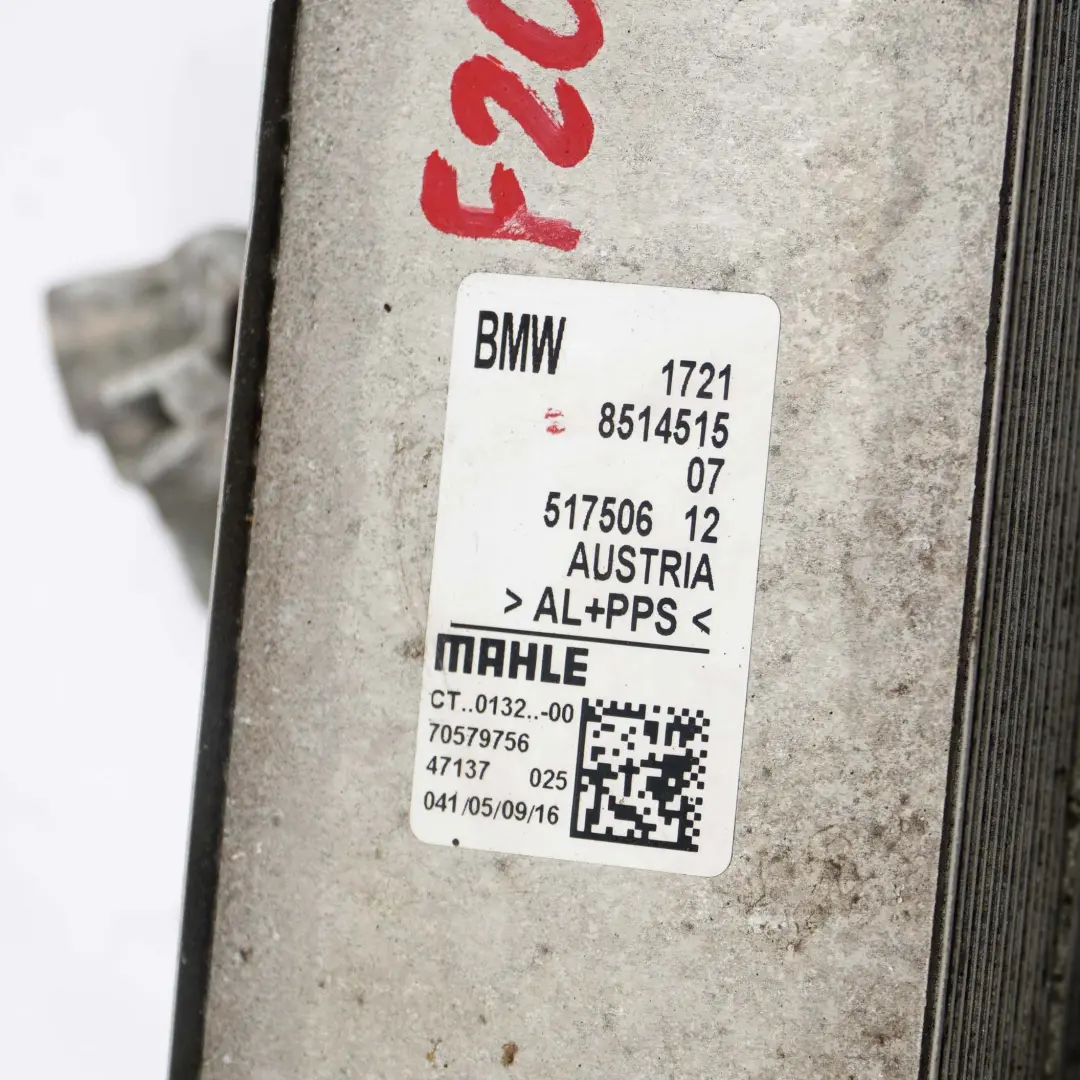 F20
BMW
1721
8514515
07
517506 12
AUSTRIA
> AL+PPS <
MAHLE
CT..0132..-00
70579756
47137 025
041/05/09/16